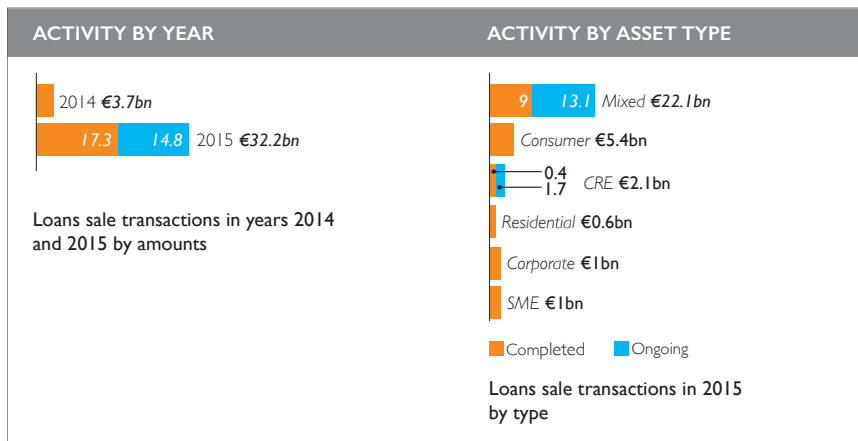 ACTIVITY BY YEAR
2014 €3.7bn
17.3 14.8 2015 €32.2bn
Loans sale transactions in years 2014
and 2015 by amounts
ACTIVITY BY ASSET TYPE
9 13.1 Mixed €22.1bn
Consumer €5.4bn
0.4
1.7 CRE €2.1bn
Residential €0.6bn
Corporate €1bn
SME €1bn
Completed Ongoing
Loans sale transactions in 2015
by type